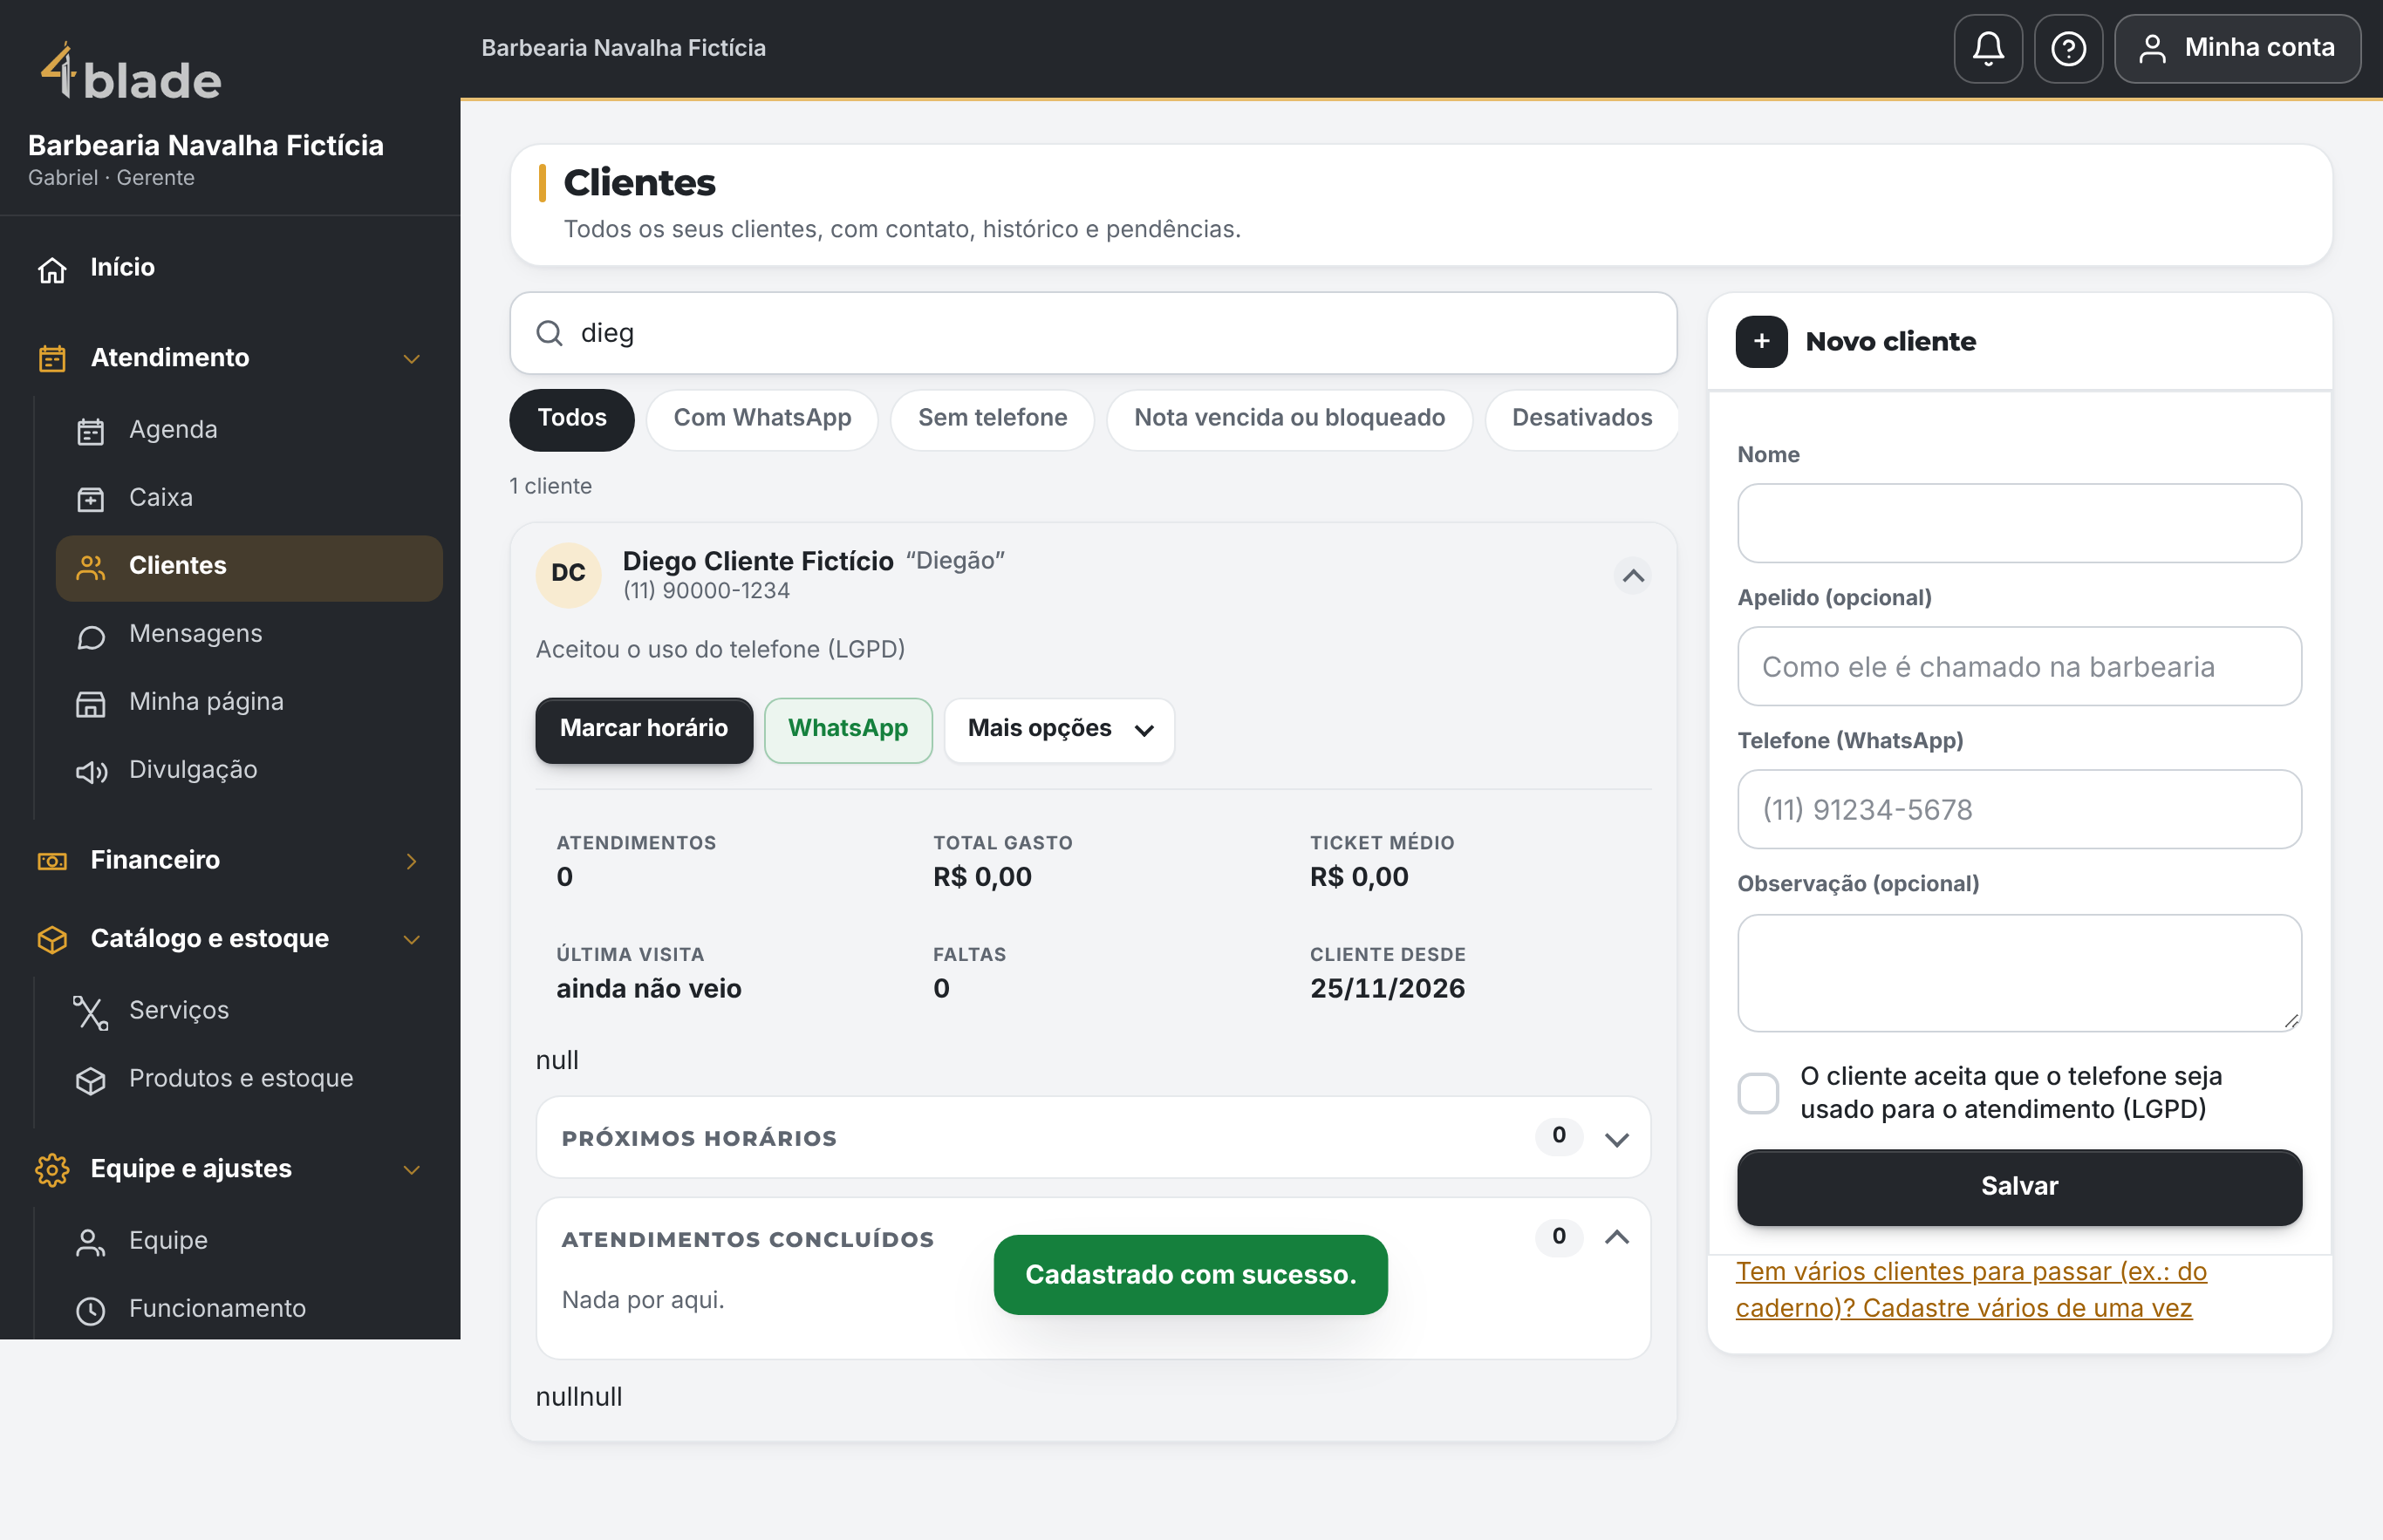 4blade
Barbearia Navalha Fictícia
Gabriel · Gerente
Início
Atendimento
Agenda
Caixa
Clientes
Mensagens
Minha página
Divulgação
Financeiro
Catálogo e estoque
Serviços
Produtos e estoque
Equipe e ajustes
Equipe
Funcionamento
Barbearia Navalha Fictícia
Minha conta
Clientes
Todos os seus clientes, com contato, histórico e pendências.
dieg
Todos
Com WhatsApp
Sem telefone
Nota vencida ou bloqueado
Desativados
1 cliente
DC
Diego Cliente Fictício “Diegão”
(11) 90000-1234
Aceitou o uso do telefone (LGPD)
Marcar horário
WhatsApp
Mais opções
ATENDIMENTOS
0
TOTAL GASTO
R$ 0,00
TICKET MÉDIO
R$ 0,00
ÚLTIMA VISITA
ainda não veio
FALTAS
0
CLIENTE DESDE
25/11/2026
null
PRÓXIMOS HORÁRIOS
0
ATENDIMENTOS CONCLUÍDOS
0
Nada por aqui.
Cadastrado com sucesso.
nullnull
+
Novo cliente
Nome
Apelido (opcional)
Como ele é chamado na barbearia
Telefone (WhatsApp)
(11) 91234-5678
Observação (opcional)
O cliente aceita que o telefone seja
usado para o atendimento (LGPD)
Salvar
Tem vários clientes para passar (ex.: do
caderno)? Cadastre vários de uma vez